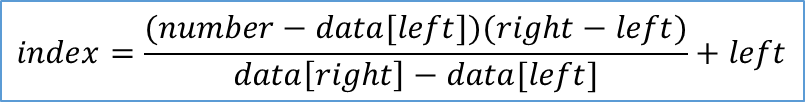 index = (number − data[left])(right − left) / data[right] − data[left] + left